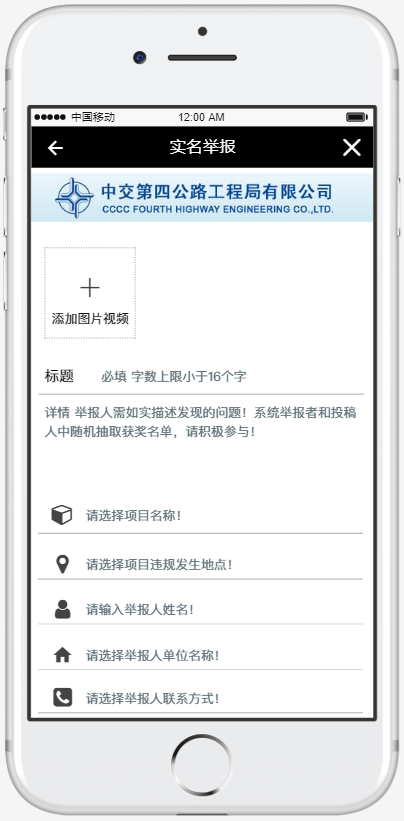 中国移动 12:00 AM
实名举报
中交第四公路工程局有限公司
CCCC FOURTH HIGHWAY ENGINEERING CO.,LTD.
添加图片视频
标题 必填 字数上限小于16个字
详情 举报人需如实描述发现的问题！系统举报者和投稿
人中随机抽取获奖名单，请积极参与！
请选择项目名称！
请选择项目违规发生地点！
请输入举报人姓名！
请选择举报人单位名称！
请选择举报人联系方式！